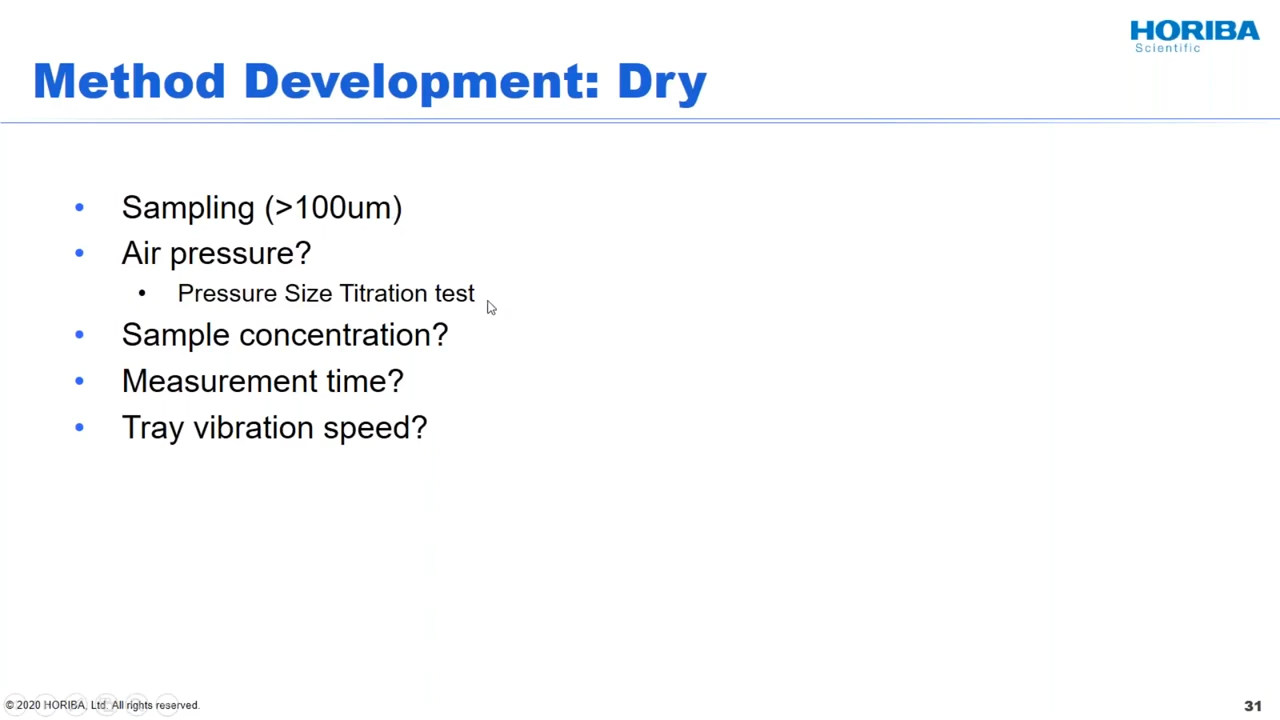 HORIBA
Scientific
Method Development: Dry
• Sampling (>100um)
• Air pressure?
• Pressure Size Titration test
• Sample concentration?
• Measurement time?
• Tray vibration speed?
© 2020 HORIBA, Ltd. All rights reserved.
31